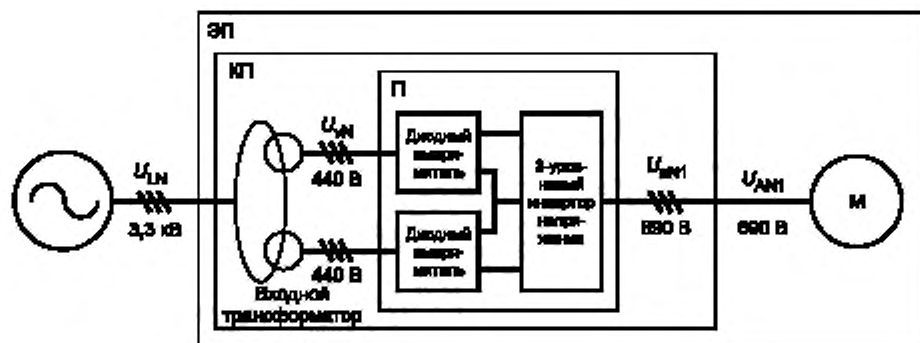 ЭП
КП
П
U_LN
3,3 кВ
U_vN
440 В
Диодный
выпря-
митель
440 В
Диодный
выпря-
митель
3-уров-
невый
инвертор
напря-
жения
U_aN1
690 В
U_AN1
690 В
М
Входной
трансформатор